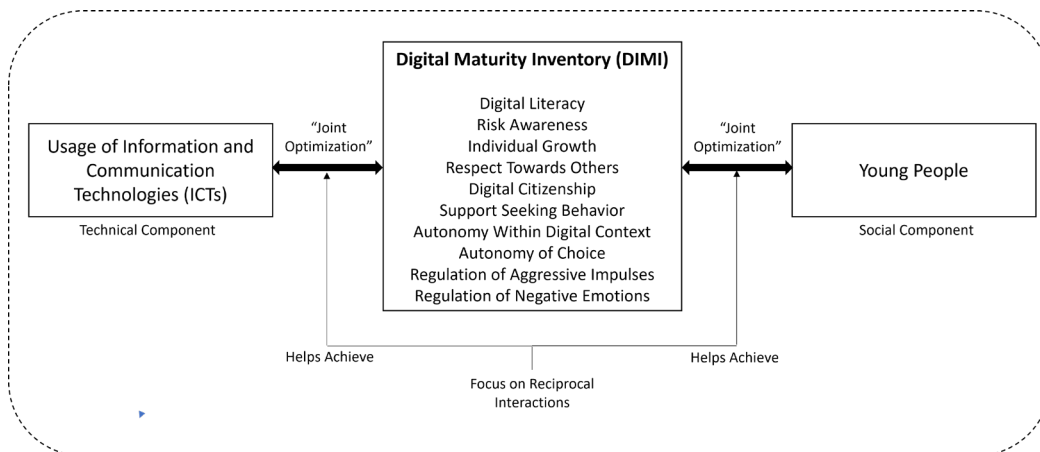 Digital Maturity Inventory (DIMI)
Digital Literacy
Risk Awareness
Individual Growth
Respect Towards Others
Digital Citizenship
Support Seeking Behavior
Autonomy Within Digital Context
Autonomy of Choice
Regulation of Aggressive Impulses
Regulation of Negative Emotions
Usage of Information and
Communication
Technologies (ICTs)
Technical Component
“Joint
Optimization”
“Joint
Optimization”
Young People
Social Component
Helps Achieve
Helps Achieve
Focus on Reciprocal
Interactions